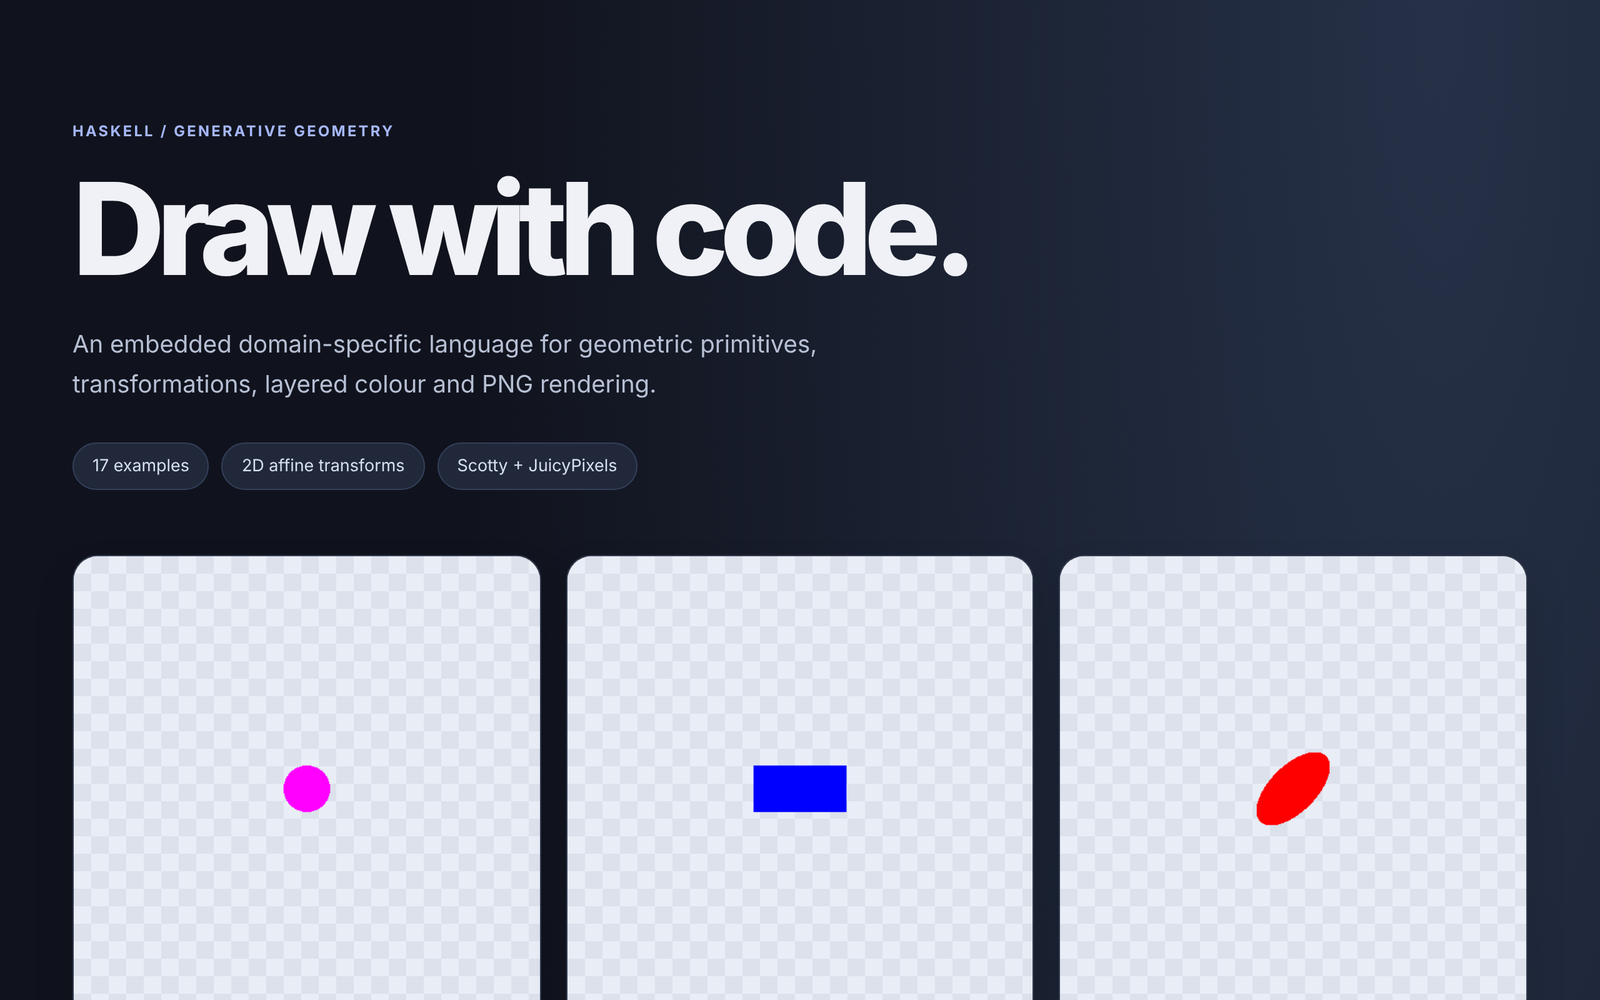 HASKELL / GENERATIVE GEOMETRY
Draw with code.
An embedded domain-specific language for geometric primitives,
transformations, layered colour and PNG rendering.
17 examples
2D affine transforms
Scotty + JuicyPixels